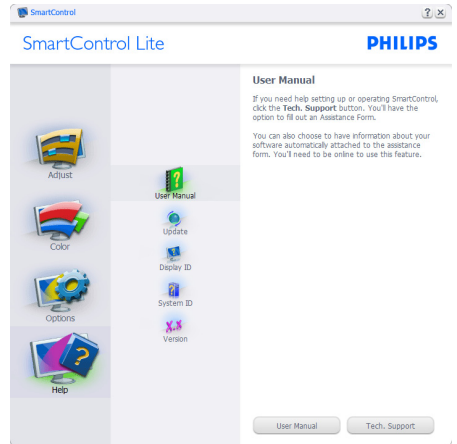 SmartControl
SmartControl Lite
PHILIPS
Adjust
Color
Options
Help
User Manual
Update
Display ID
System ID
X.X
Version
User Manual
If you need help setting up or operating SmartControl,
click the Tech. Support button. You'll have the
option to fill out an Assistance Form.
You can also choose to have information about your
software automatically attached to the assistance
form. You'll need to be online to use this feature.
User Manual
Tech. Support